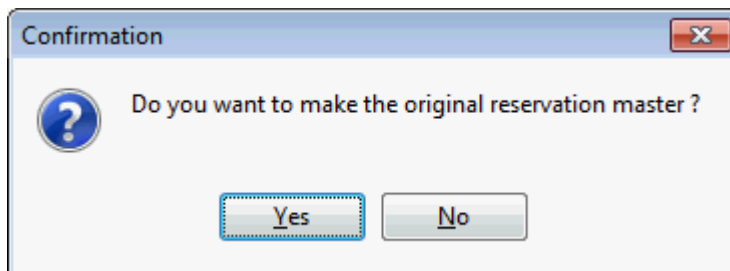 Confirmation
Do you want to make the original reservation master ?
Yes
No